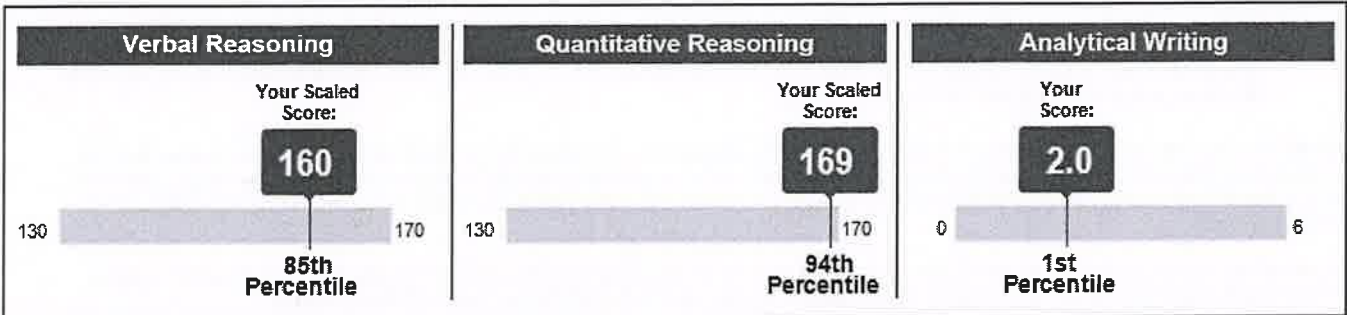 Verbal Reasoning
Your Scaled
Score:
160
130
170
85th
Percentile
Quantitative Reasoning
Your Scaled
Score:
169
130
170
94th
Percentile
Analytical Writing
Your
Score:
2.0
0
6
1st
Percentile